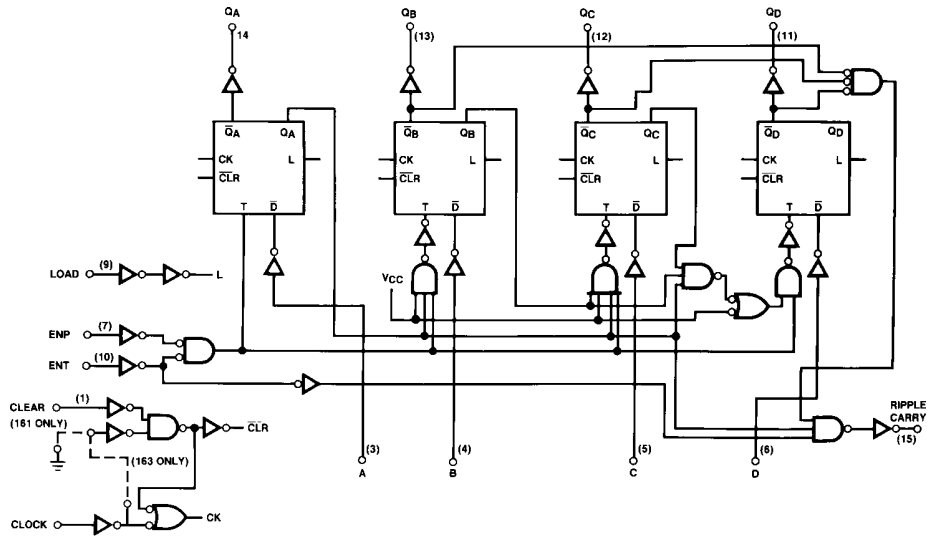 QA QB QC QD
14 (13) (12) (11)
Q̅A QA Q̅B QB Q̅C QC Q̅D QD
CK L CK L CK L CK L
C̅L̅R̅ C̅L̅R̅ C̅L̅R̅ C̅L̅R̅
T D̅ T D̅ T D̅ T D̅
LOAD (9) L
VCC
ENP (7)
ENT (10)
CLEAR (1)
(161 ONLY)
C̅L̅R̅
(163 ONLY)
CLOCK
CK
(3) (4) (5) (6)
A B C D
RIPPLE
CARRY
(15)